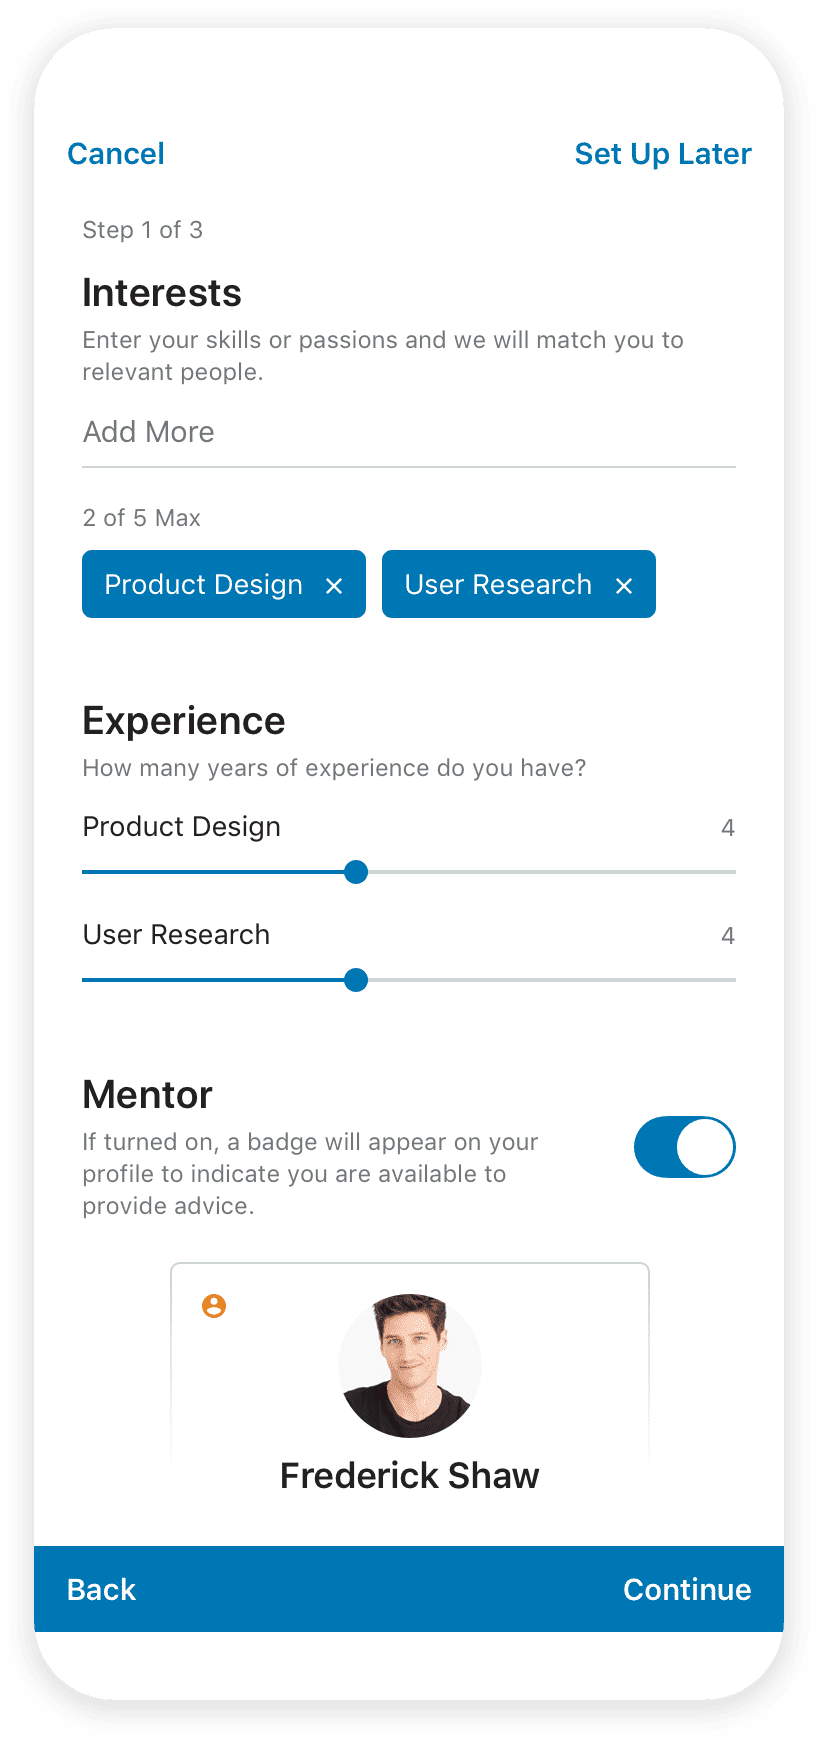 Cancel
Set Up Later
Step 1 of 3
Interests
Enter your skills or passions and we will match you to
relevant people.
Add More
2 of 5 Max
Product Design ×
User Research ×
Experience
How many years of experience do you have?
Product Design 4
User Research 4
Mentor
If turned on, a badge will appear on your
profile to indicate you are available to
provide advice.
Frederick Shaw
Back
Continue